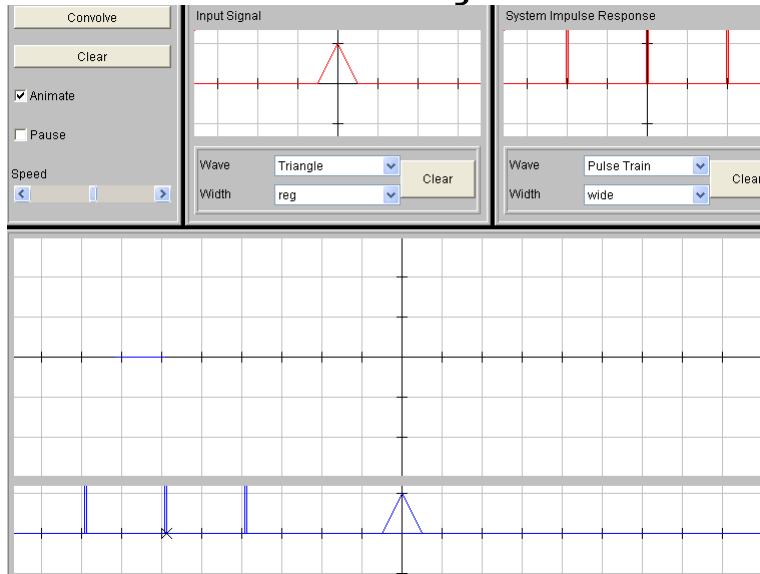 Convolve
Clear
Animate
Pause
Speed
Input Signal
Wave
Triangle
Clear
Width
reg
System Impulse Response
Wave
Pulse Train
Clear
Width
wide